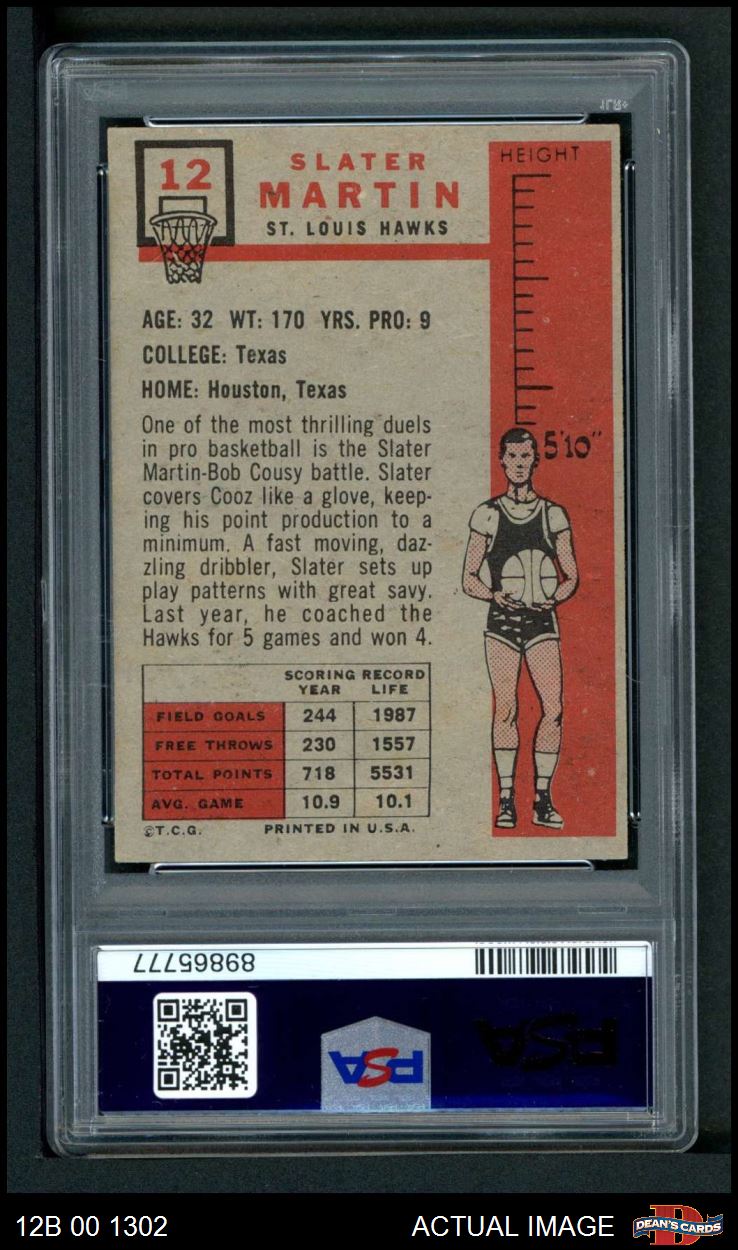 12
SLATER
MARTIN
ST. LOUIS HAWKS
HEIGHT
5'10"
AGE: 32 WT: 170 YRS. PRO: 9
COLLEGE: Texas
HOME: Houston, Texas
One of the most thrilling duels
in pro basketball is the Slater
Martin-Bob Cousy battle. Slater
covers Cooz like a glove, keep-
ing his point production to a
minimum. A fast moving, daz-
zling dribbler, Slater sets up
play patterns with great savy.
Last year, he coached the
Hawks for 5 games and won 4.
SCORING RECORD
YEAR LIFE
FIELD GOALS 244 1987
FREE THROWS 230 1557
TOTAL POINTS 718 5531
AVG. GAME 10.9 10.1
©T.C.G. PRINTED IN U.S.A.
89865777
PSA
PSA
12B 00 1302
ACTUAL IMAGE
DEAN'S CARDS